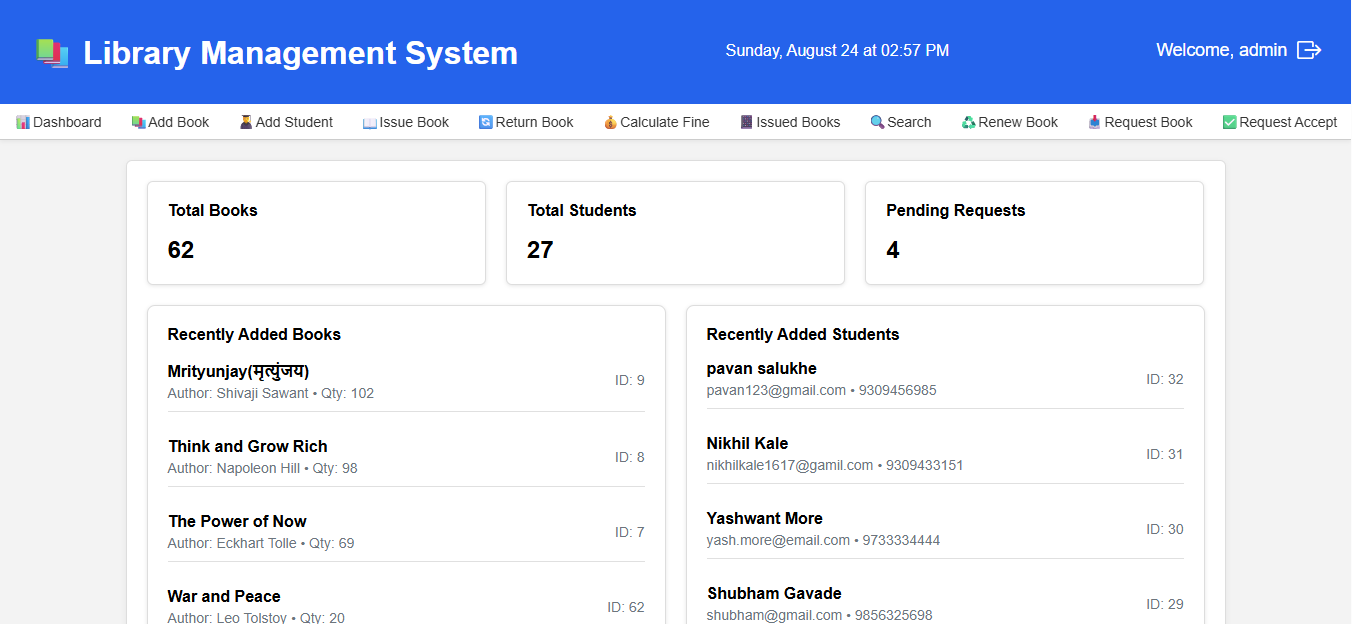 Library Management System
Sunday, August 24 at 02:57 PM
Welcome, admin
Dashboard Add Book Add Student Issue Book Return Book Calculate Fine Issued Books Search Renew Book Request Book Request Accept
Total Books
62
Total Students
27
Pending Requests
4
Recently Added Books
Mrityunjay(मृत्युंजय)
Author: Shivaji Sawant • Qty: 102
ID: 9
Think and Grow Rich
Author: Napoleon Hill • Qty: 98
ID: 8
The Power of Now
Author: Eckhart Tolle • Qty: 69
ID: 7
War and Peace
Author: Leo Tolstoy • Qty: 20
ID: 62
Recently Added Students
pavan salukhe
pavan123@gmail.com • 9309456985
ID: 32
Nikhil Kale
nikhilkale1617@gamil.com • 9309433151
ID: 31
Yashwant More
yash.more@email.com • 9733334444
ID: 30
Shubham Gavade
shubham@gmail.com • 9856325698
ID: 29